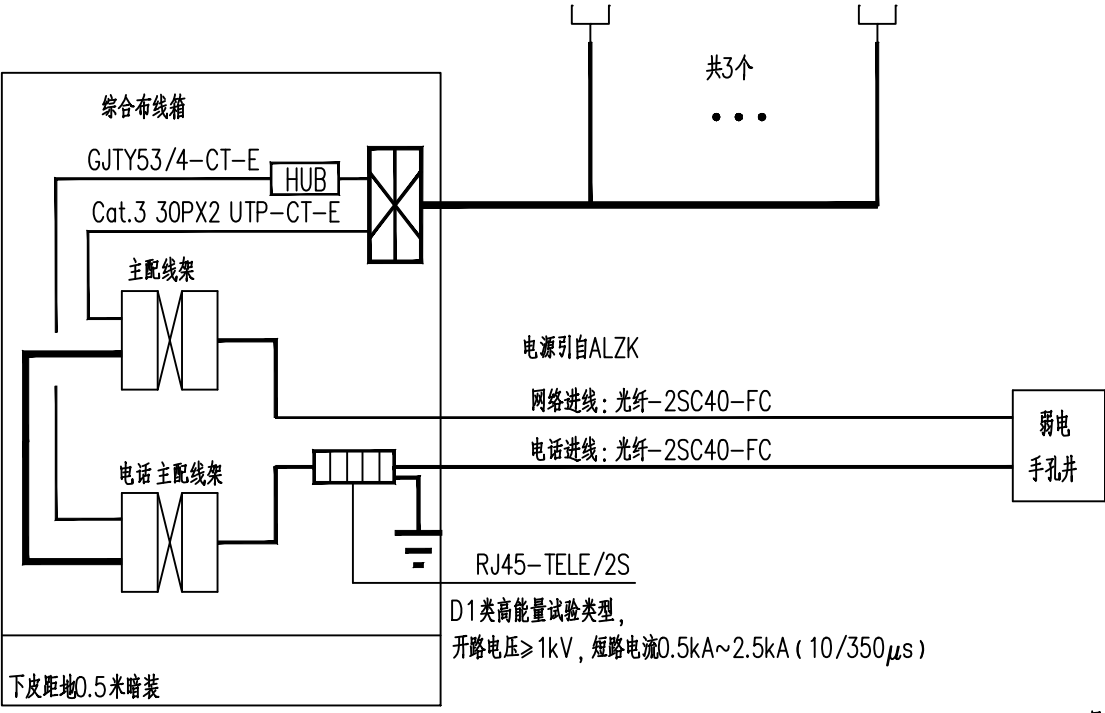 共3个
综合布线箱
GJTY53/4-CT-E
HUB
Cat.3 30PX2 UTP-CT-E
主配线架
电源引自ALZK
网络进线：光纤-2SC40-FC
电话进线：光纤-2SC40-FC
弱电
手孔井
电话主配线架
RJ45-TELE/2S
D1类高能量试验类型，
开路电压≥1kV，短路电流0.5kA~2.5kA(10/350μs)
下皮距地0.5米暗装